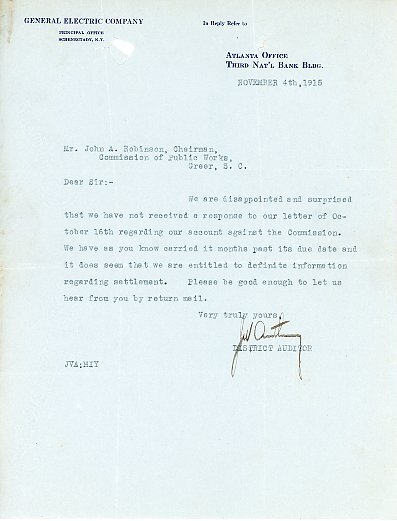 GENERAL ELECTRIC COMPANY
PRINCIPAL OFFICE
SCHENECTADY, N.Y.
In Reply Refer to
ATLANTA OFFICE
THIRD NAT'L BANK BLDG.
NOVEMBER 4th,1915
Mr. John A. Robinson, Chairman,
Commission of Public Works,
Greer, S. C.
Dear Sir:-
We are disappointed and surprised
that we have not received a response to our letter of Oc-
tober 16th regarding our account against the Commission.
We have as you know carried it months past its due date and
it does seem that we are entitled to definite information
regarding settlement. Please be good enough to let us
hear from you by return mail.
Very truly yours,
DISTRICT AUDITOR
JVA;HIY